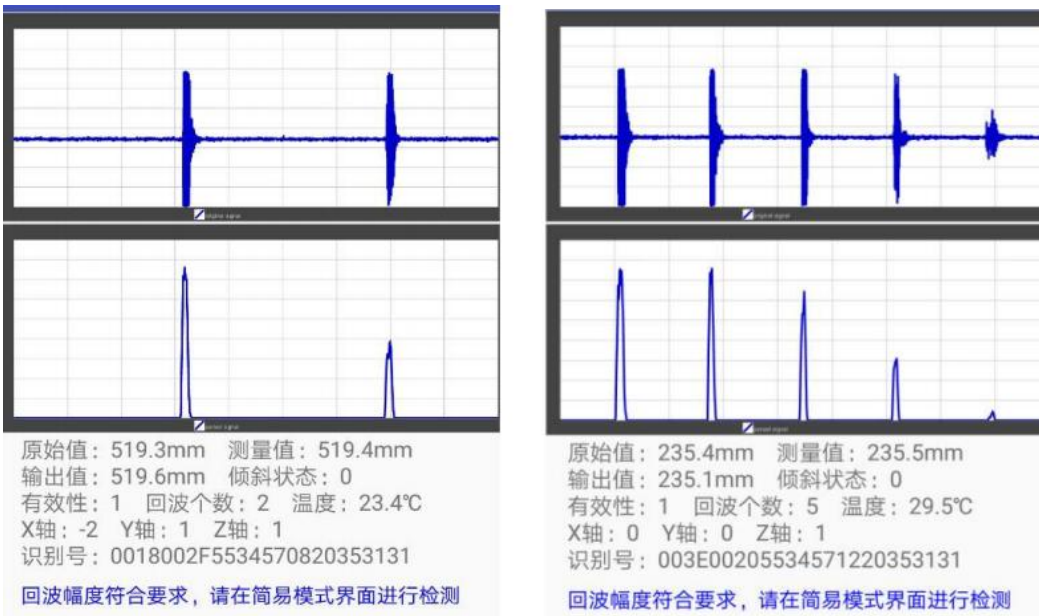 原始值：519.3mm 测量值：519.4mm
输出值：519.6mm 倾斜状态：0
有效性：1 回波个数：2 温度：23.4℃
X轴：-2 Y轴：1 Z轴：1
识别号：0018002F5534570820353131
回波幅度符合要求，请在简易模式界面进行检测
原始值：235.4mm 测量值：235.5mm
输出值：235.1mm 倾斜状态：0
有效性：1 回波个数：5 温度：29.5℃
X轴：0 Y轴：0 Z轴：1
识别号：003E00205534571220353131
回波幅度符合要求，请在简易模式界面进行检测